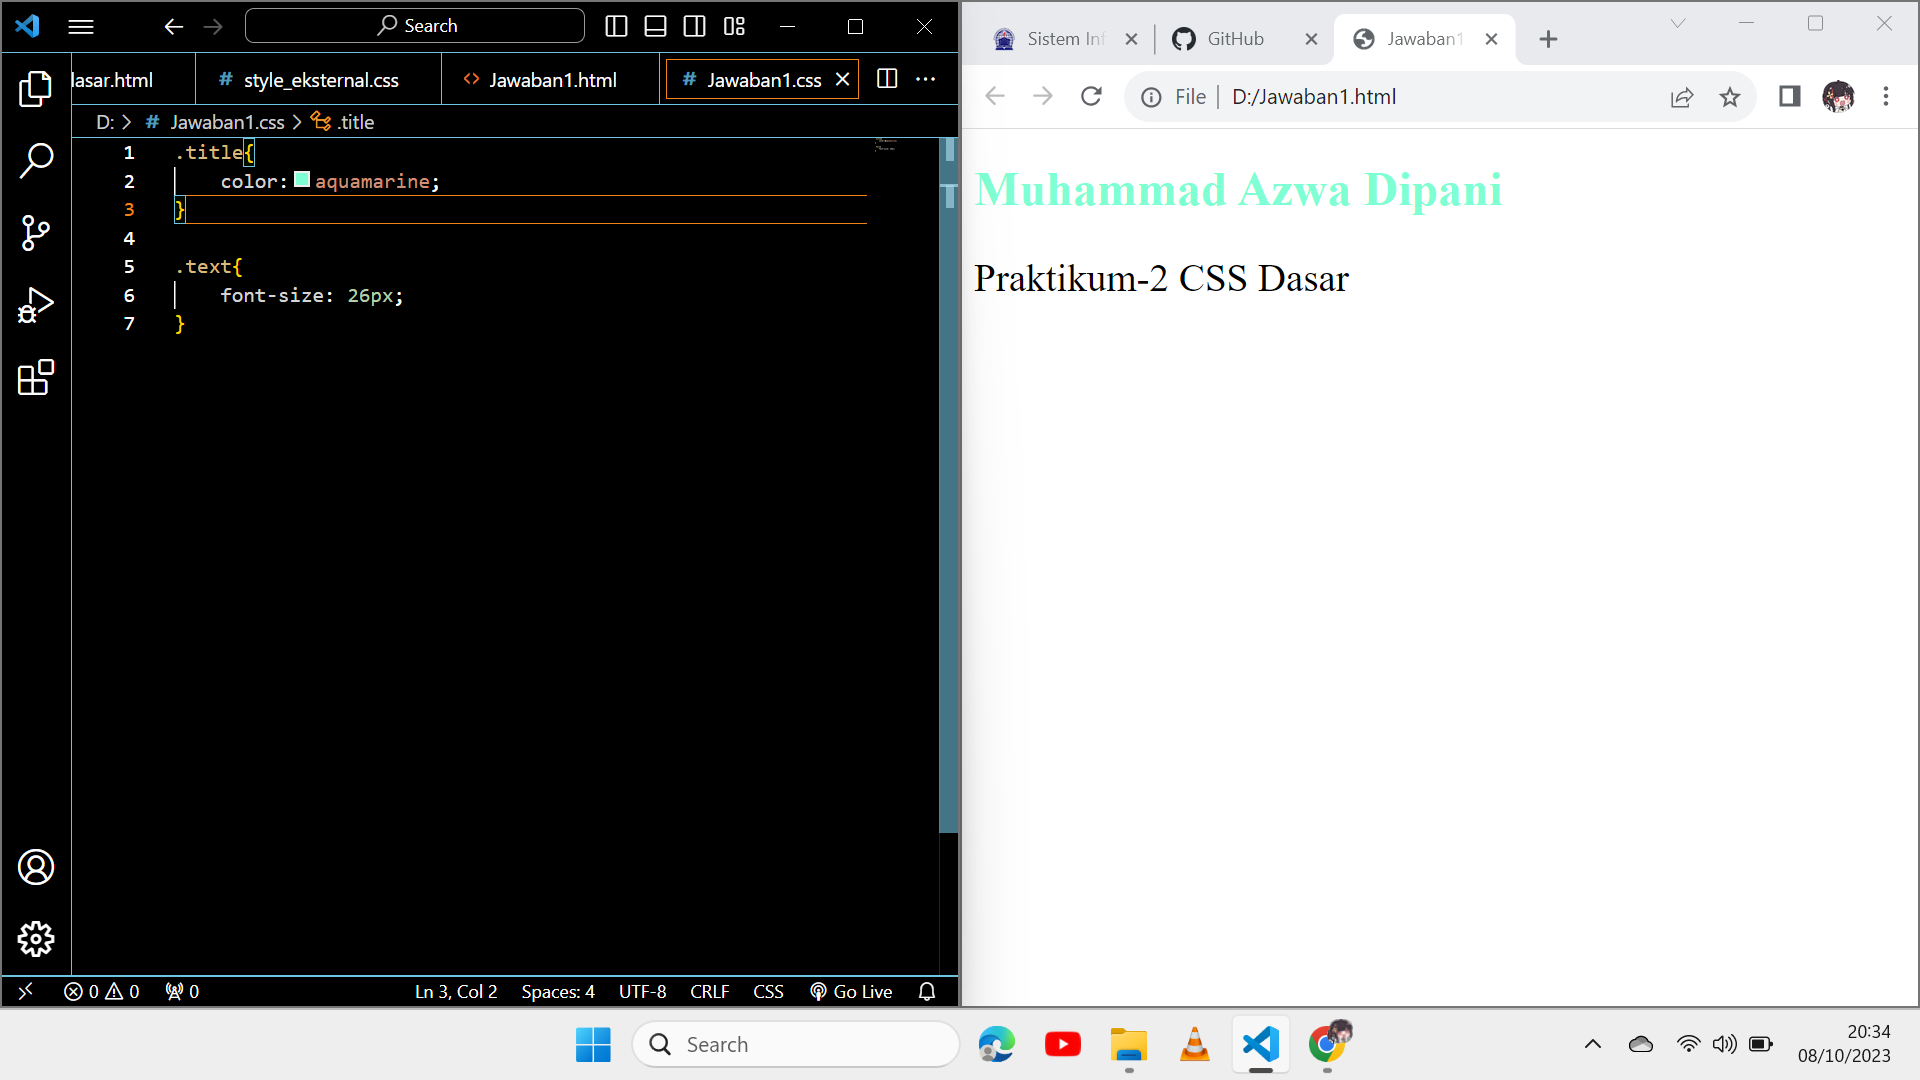 Search
lasar.html
style_eksternal.css
Jawaban1.html
Jawaban1.css
D: > Jawaban1.css > .title
1 .title{
2 color: aquamarine;
3 }
4
5 .text{
6 font-size: 26px;
7 }
0 0 0
Ln 3, Col 2 Spaces: 4 UTF-8 CRLF CSS Go Live
Sistem Inf
GitHub
Jawaban1
File | D:/Jawaban1.html
Muhammad Azwa Dipani
Praktikum-2 CSS Dasar
Search
20:34
08/10/2023